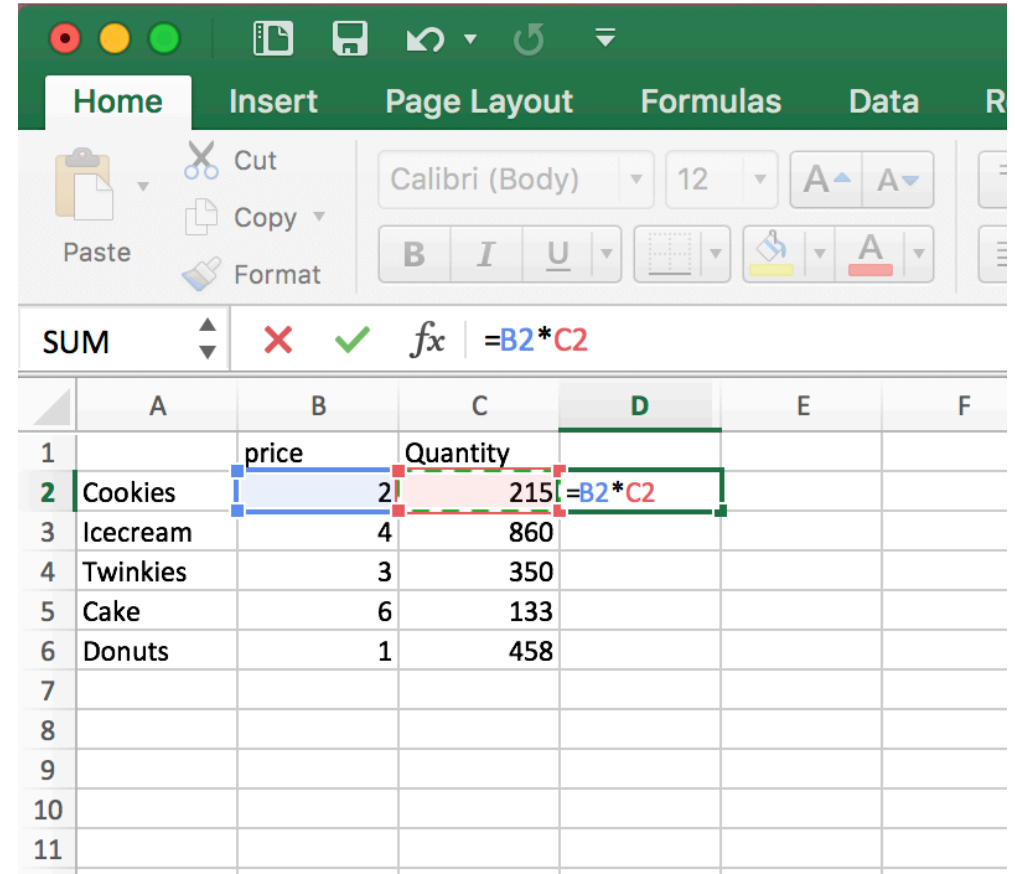 Home Insert Page Layout Formulas Data R
Cut
Calibri (Body) 12 A A
Copy
Paste
B I U A
Format
SUM fx =B2*C2
A B C D E F
1 price Quantity
2 Cookies 2 215 =B2*C2
3 Icecream 4 860
4 Twinkies 3 350
5 Cake 6 133
6 Donuts 1 458
7
8
9
10
11